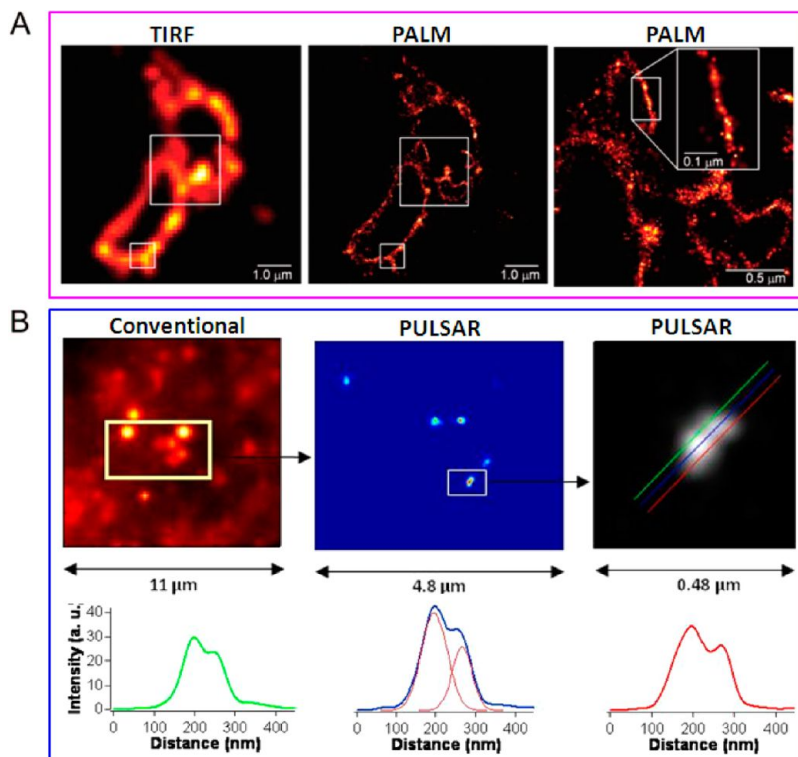 A
TIRF
PALM
PALM
1.0 µm
1.0 µm
0.1 µm
0.5 µm
B
Conventional
PULSAR
PULSAR
11 µm
4.8 µm
0.48 µm
Intensity (a. u.)
40
30
20
10
0
0 100 200 300 400
0 100 200 300 400
0 100 200 300 400
Distance (nm)
Distance (nm)
Distance (nm)